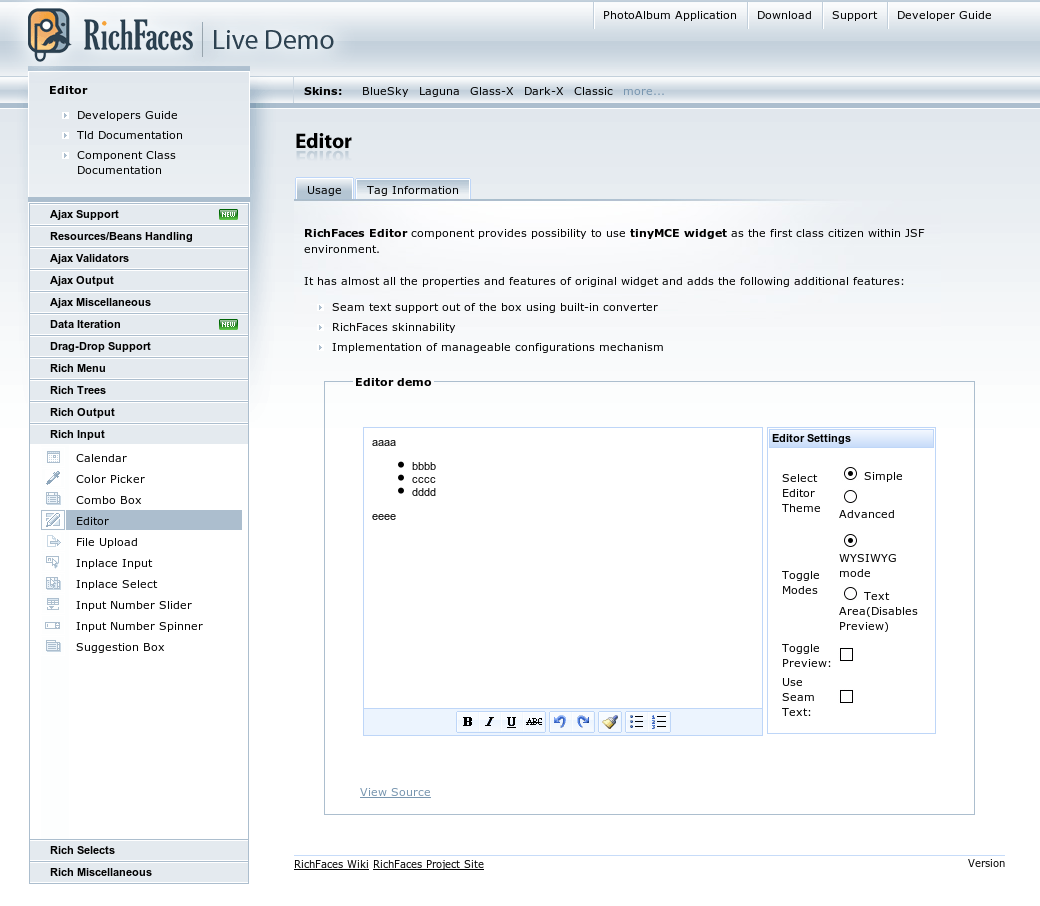 RichFaces Live Demo
PhotoAlbum Application
Download
Support
Developer Guide
Skins:
BlueSky
Laguna
Glass-X
Dark-X
Classic
more...
Editor
Developers Guide
Tld Documentation
Component Class
Documentation
Ajax Support
NEW
Resources/Beans Handling
Ajax Validators
Ajax Output
Ajax Miscellaneous
Data Iteration
NEW
Drag-Drop Support
Rich Menu
Rich Trees
Rich Output
Rich Input
Calendar
Color Picker
Combo Box
Editor
File Upload
Inplace Input
Inplace Select
Input Number Slider
Input Number Spinner
Suggestion Box
Rich Selects
Rich Miscellaneous
Editor
Usage
Tag Information
RichFaces Editor component provides possibility to use tinyMCE widget as the first class citizen within JSF
environment.
It has almost all the properties and features of original widget and adds the following additional features:
Seam text support out of the box using built-in converter
RichFaces skinnability
Implementation of manageable configurations mechanism
Editor demo
aaaa
bbbb
cccc
dddd
eeee
B I U ABC
Editor Settings
Select
Editor
Theme
Simple
Advanced
Toggle
Modes
WYSIWYG
mode
Text
Area(Disables
Preview)
Toggle
Preview:
Use
Seam
Text:
View Source
RichFaces Wiki RichFaces Project Site
Version